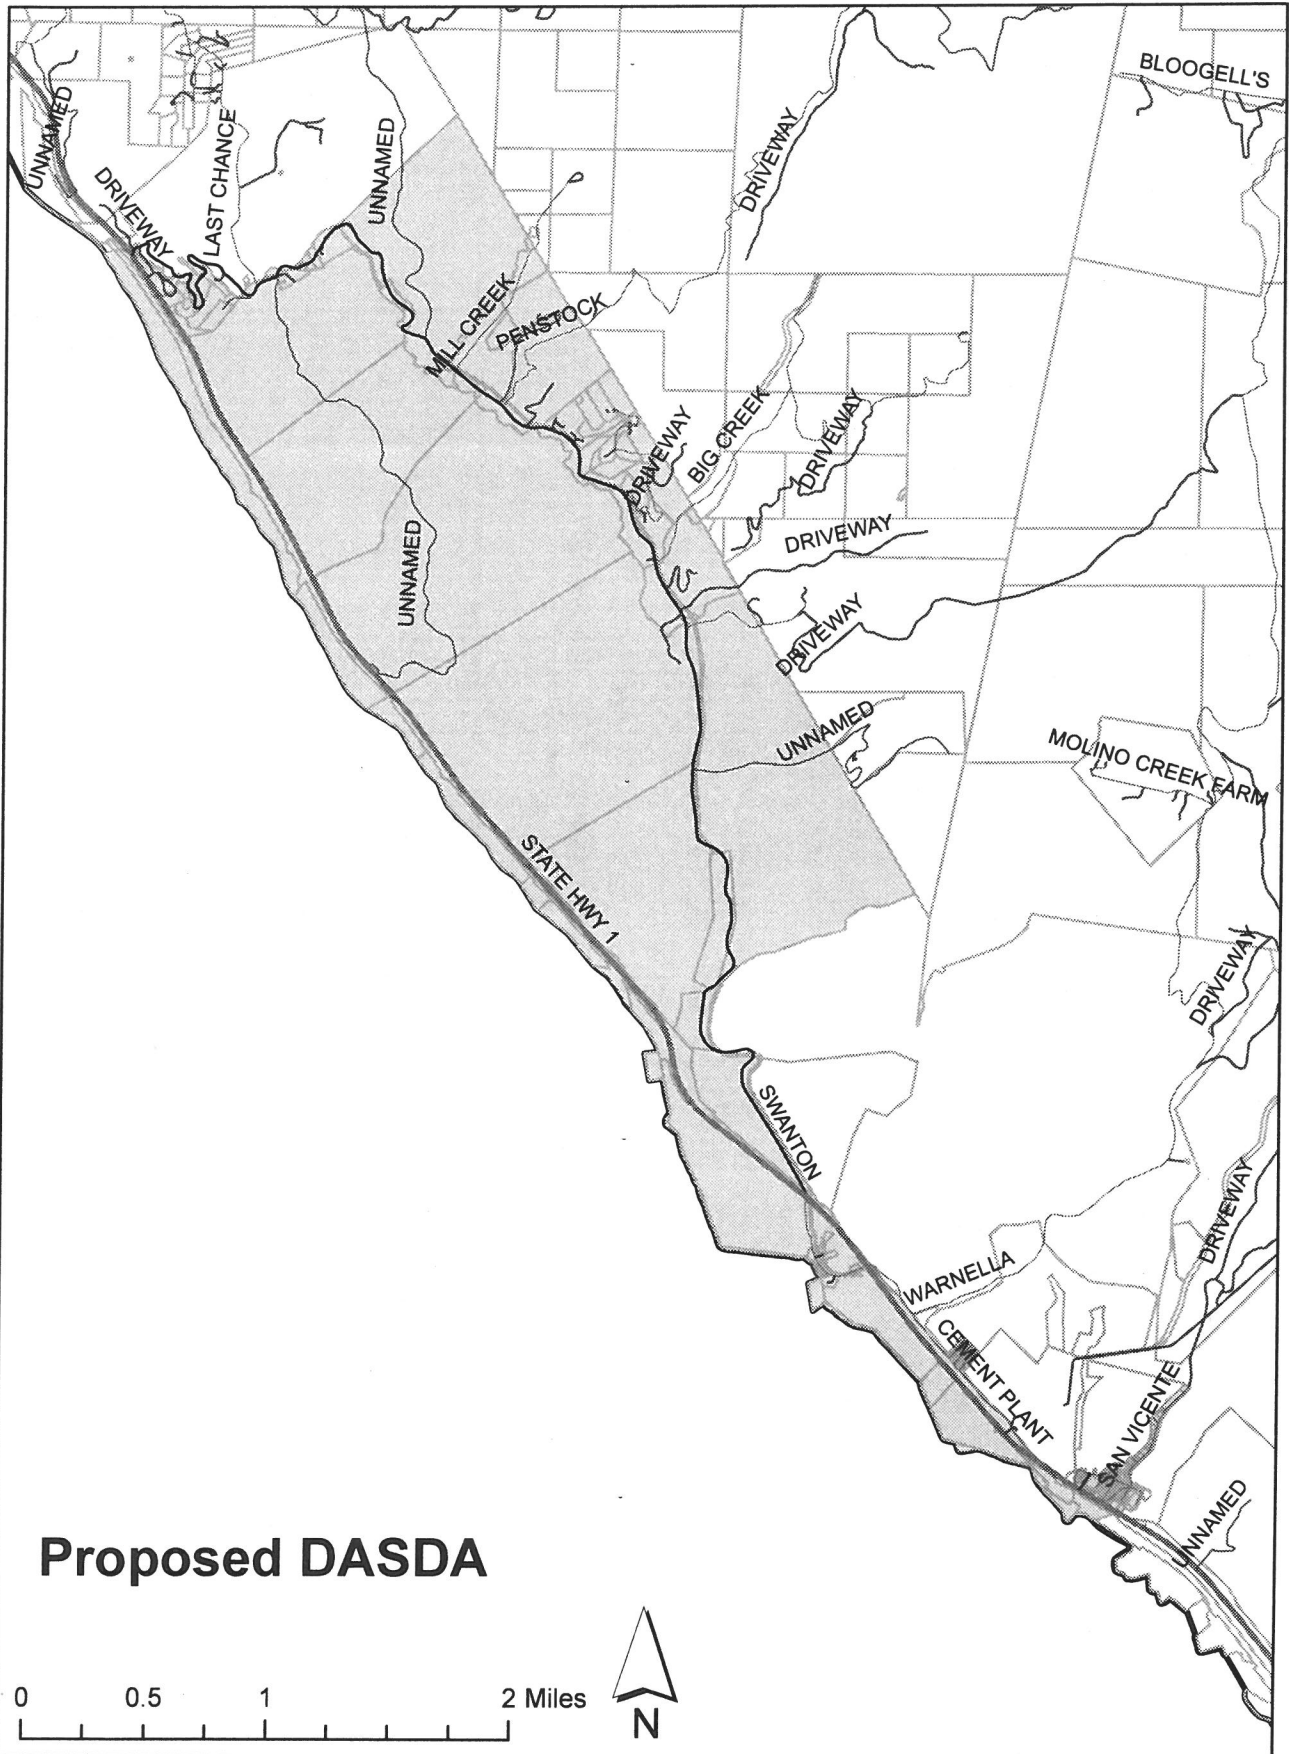 BLOOGELL'S
UNNAMED
DRIVEWAY
LAST CHANCE
UNNAMED
DRIVEWAY
MILL CREEK
PENSTOCK
DRIVEWAY
BIG CREEK
DRIVEWAY
DRIVEWAY
UNNAMED
DRIVEWAY
UNNAMED
MOLINO CREEK FARM
STATE HWY 1
DRIVEWAY
SWANTON
DRIVEWAY
WARNELLA
CEMENT PLANT
SAN VICENTE
UNNAMED
Proposed DASDA
0 0.5 1 2 Miles
N